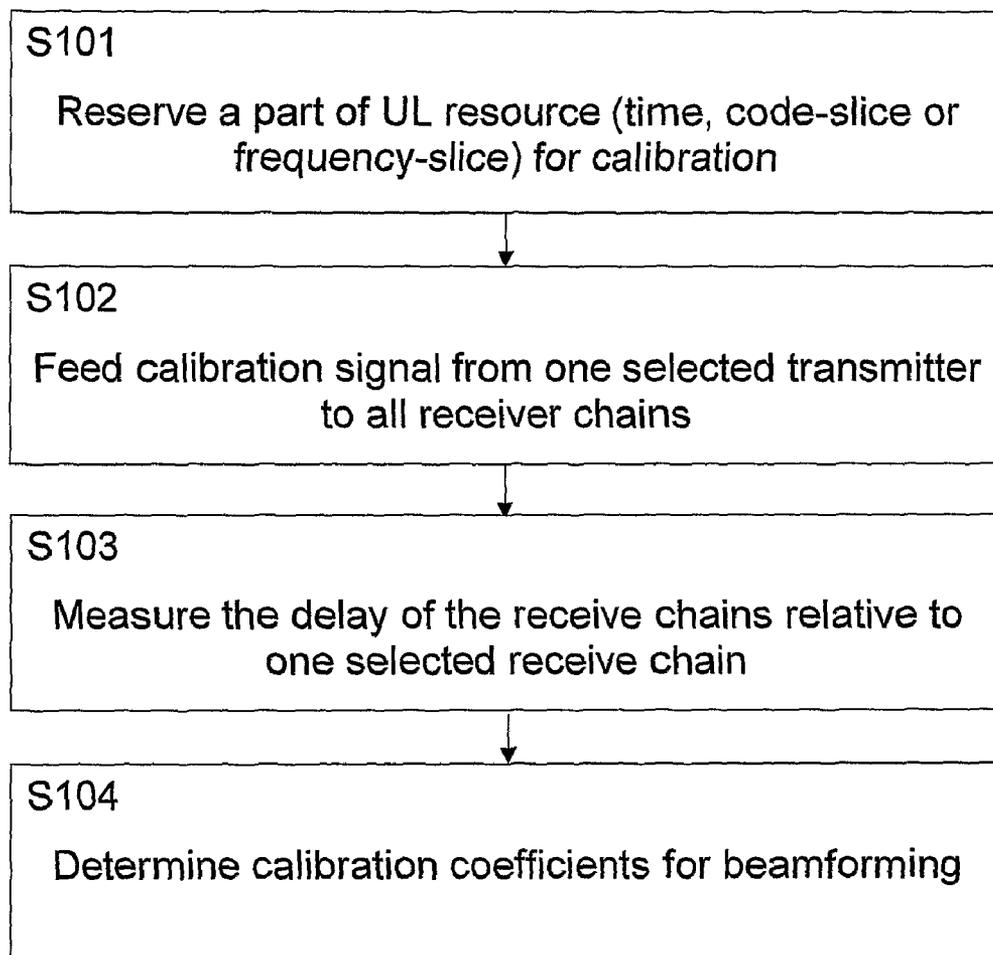 S101
Reserve a part of UL resource (time, code-slice or
frequency-slice) for calibration
S102
Feed calibration signal from one selected transmitter
to all receiver chains
S103
Measure the delay of the receive chains relative to
one selected receive chain
S104
Determine calibration coefficients for beamforming